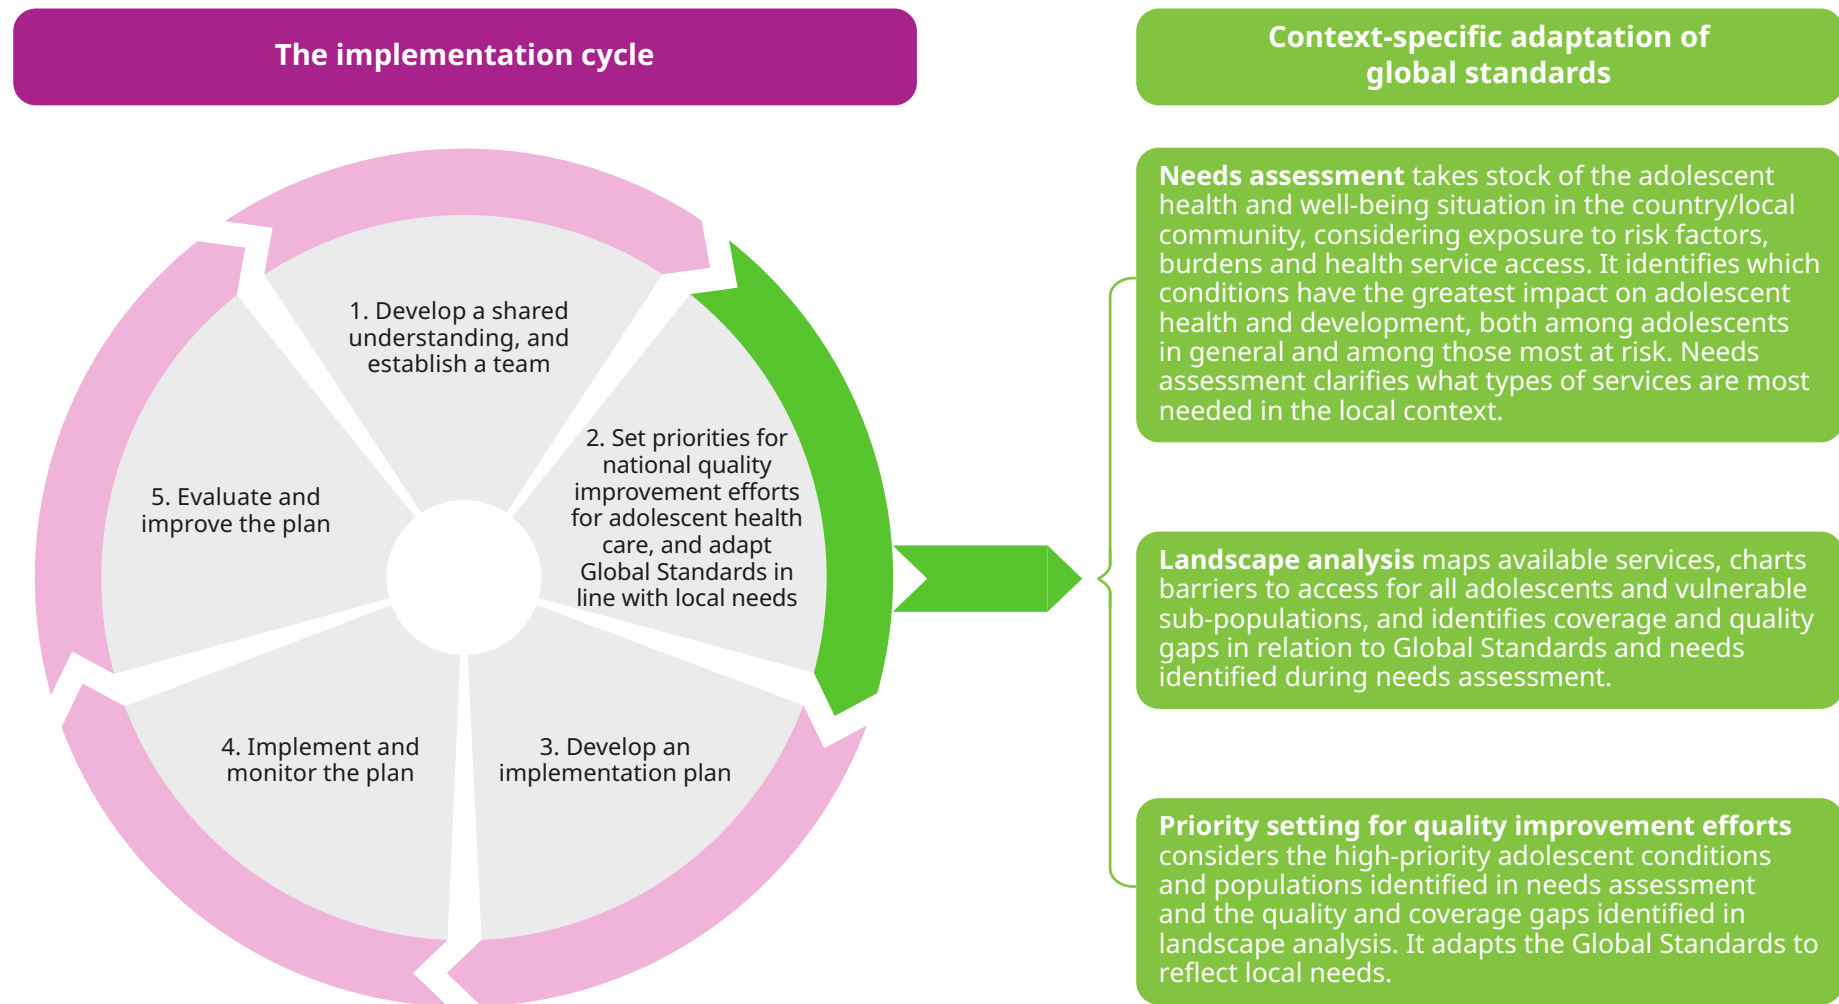 The implementation cycle
1. Develop a shared
understanding, and
establish a team
2. Set priorities for
national quality
improvement efforts
for adolescent health
care, and adapt
Global Standards in
line with local needs
3. Develop an
implementation plan
4. Implement and
monitor the plan
5. Evaluate and
improve the plan
Context-specific adaptation of
global standards
Needs assessment takes stock of the adolescent
health and well-being situation in the country/local
community, considering exposure to risk factors,
burdens and health service access. It identifies which
conditions have the greatest impact on adolescent
health and development, both among adolescents
in general and among those most at risk. Needs
assessment clarifies what types of services are most
needed in the local context.
Landscape analysis maps available services, charts
barriers to access for all adolescents and vulnerable
sub-populations, and identifies coverage and quality
gaps in relation to Global Standards and needs
identified during needs assessment.
Priority setting for quality improvement efforts
considers the high-priority adolescent conditions
and populations identified in needs assessment
and the quality and coverage gaps identified in
landscape analysis. It adapts the Global Standards to
reflect local needs.